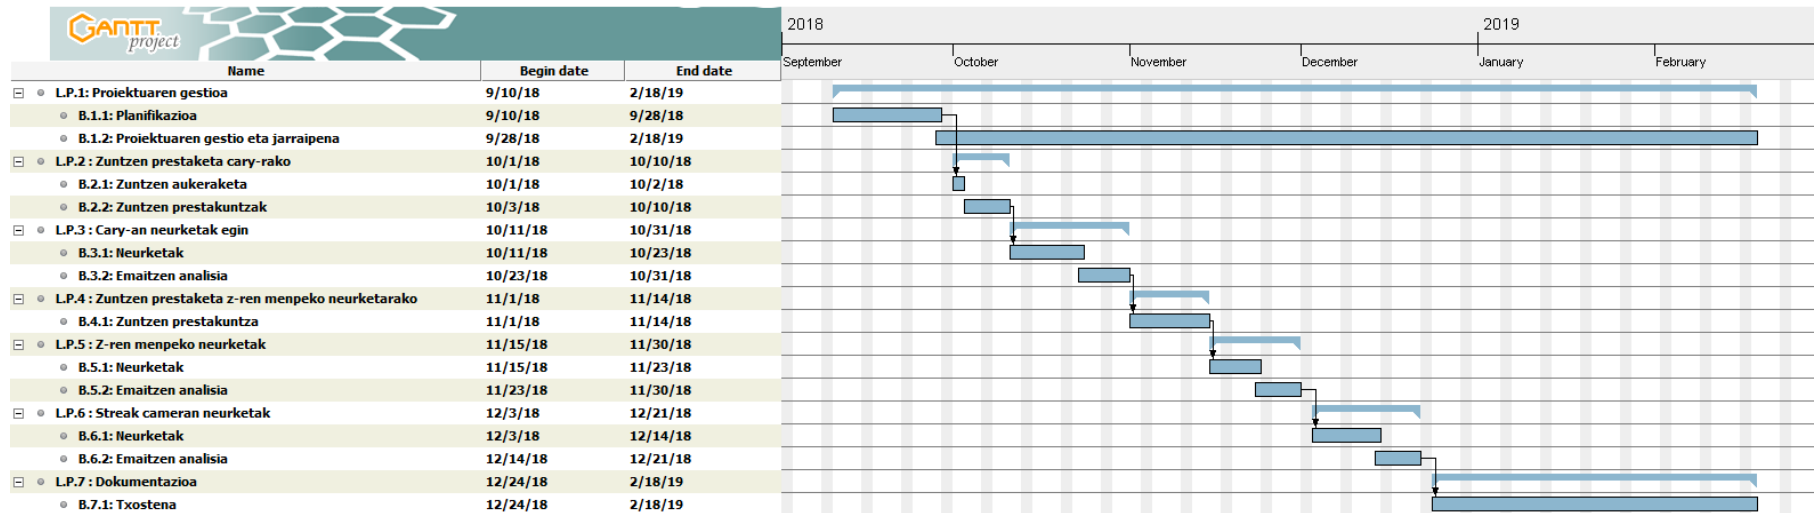 GANTT
project
2018 2019
September October November December January February
Name Begin date End date
L.P.1: Proiektuaren gestioa 9/10/18 2/18/19
B.1.1: Planifikazioa 9/10/18 9/28/18
B.1.2: Proiektuaren gestio eta jarraipena 9/28/18 2/18/19
L.P.2 : Zuntzen prestaketa cary-rako 10/1/18 10/10/18
B.2.1: Zuntzen aukeraketa 10/1/18 10/2/18
B.2.2: Zuntzen prestakuntzak 10/3/18 10/10/18
L.P.3 : Cary-an neurketak egin 10/11/18 10/31/18
B.3.1: Neurketak 10/11/18 10/23/18
B.3.2: Emaitzen analisia 10/23/18 10/31/18
L.P.4 : Zuntzen prestaketa z-ren menpeko neurketarako 11/1/18 11/14/18
B.4.1: Zuntzen prestakuntza 11/1/18 11/14/18
L.P.5 : Z-ren menpeko neurketak 11/15/18 11/30/18
B.5.1: Neurketak 11/15/18 11/23/18
B.5.2: Emaitzen analisia 11/23/18 11/30/18
L.P.6 : Streak cameran neurketak 12/3/18 12/21/18
B.6.1: Neurketak 12/3/18 12/14/18
B.6.2: Emaitzen analisia 12/14/18 12/21/18
L.P.7 : Dokumentazioa 12/24/18 2/18/19
B.7.1: Txostena 12/24/18 2/18/19